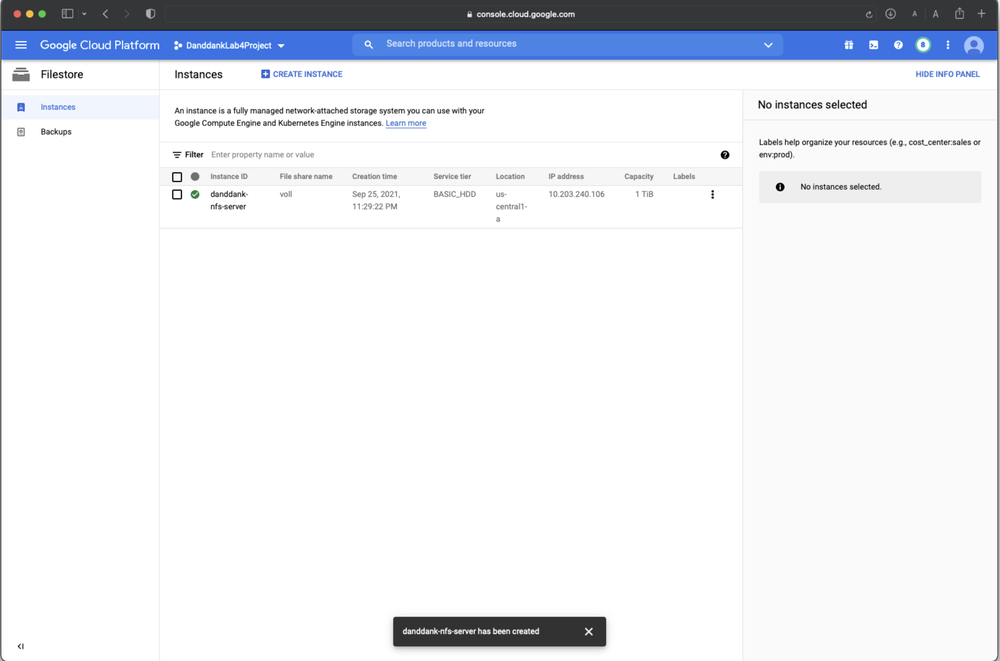 console.cloud.google.com
A A
Google Cloud Platform
DanddankLab4Project
Search products and resources
8
Filestore
Instances
CREATE INSTANCE
HIDE INFO PANEL
Instances
Backups
An instance is a fully managed network-attached storage system you can use with your
Google Compute Engine and Kubernetes Engine instances. Learn more
Filter Enter property name or value
Instance ID File share name Creation time Service tier Location IP address Capacity Labels
danddank- voll Sep 25, 2021, BASIC_HDD us- 10.203.240.106 1 TiB
nfs-server 11:29:22 PM central1-
a
No instances selected
Labels help organize your resources (e.g., cost_center:sales or
env:prod).
No instances selected.
danddank-nfs-server has been created